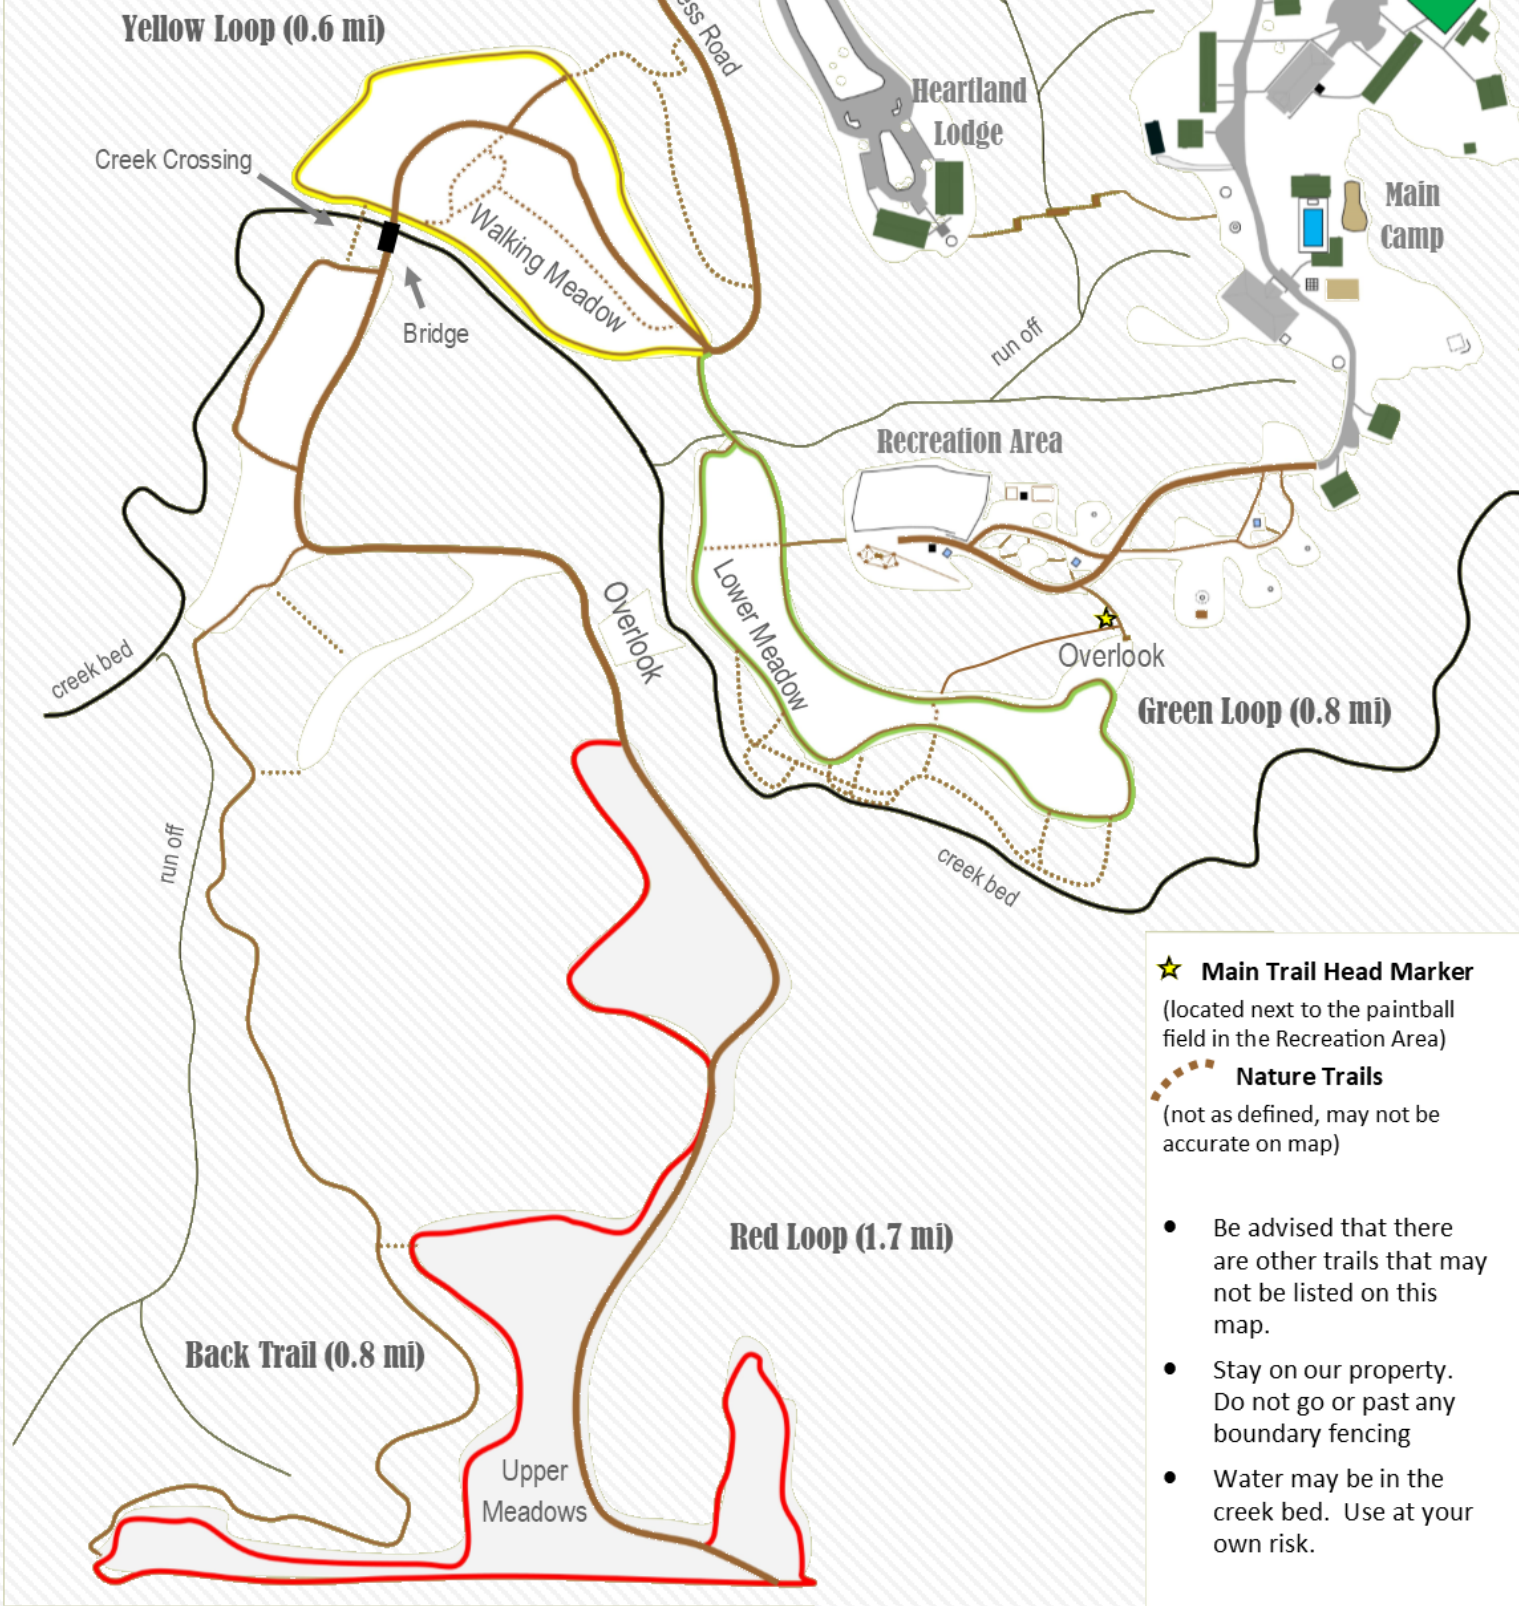 Yellow Loop (0.6 mi)
ess Road
Heartland
Lodge
Creek Crossing
Main
Camp
Walking Meadow
Bridge
run off
Recreation Area
Lower Meadow
Overlook
Overlook
creek bed
Green Loop (0.8 mi)
run off
creek bed
Red Loop (1.7 mi)
Back Trail (0.8 mi)
Upper
Meadows
Main Trail Head Marker
(located next to the paintball
field in the Recreation Area)
Nature Trails
(not as defined, may not be
accurate on map)
• Be advised that there
are other trails that may
not be listed on this
map.
• Stay on our property.
Do not go or past any
boundary fencing
• Water may be in the
creek bed. Use at your
own risk.